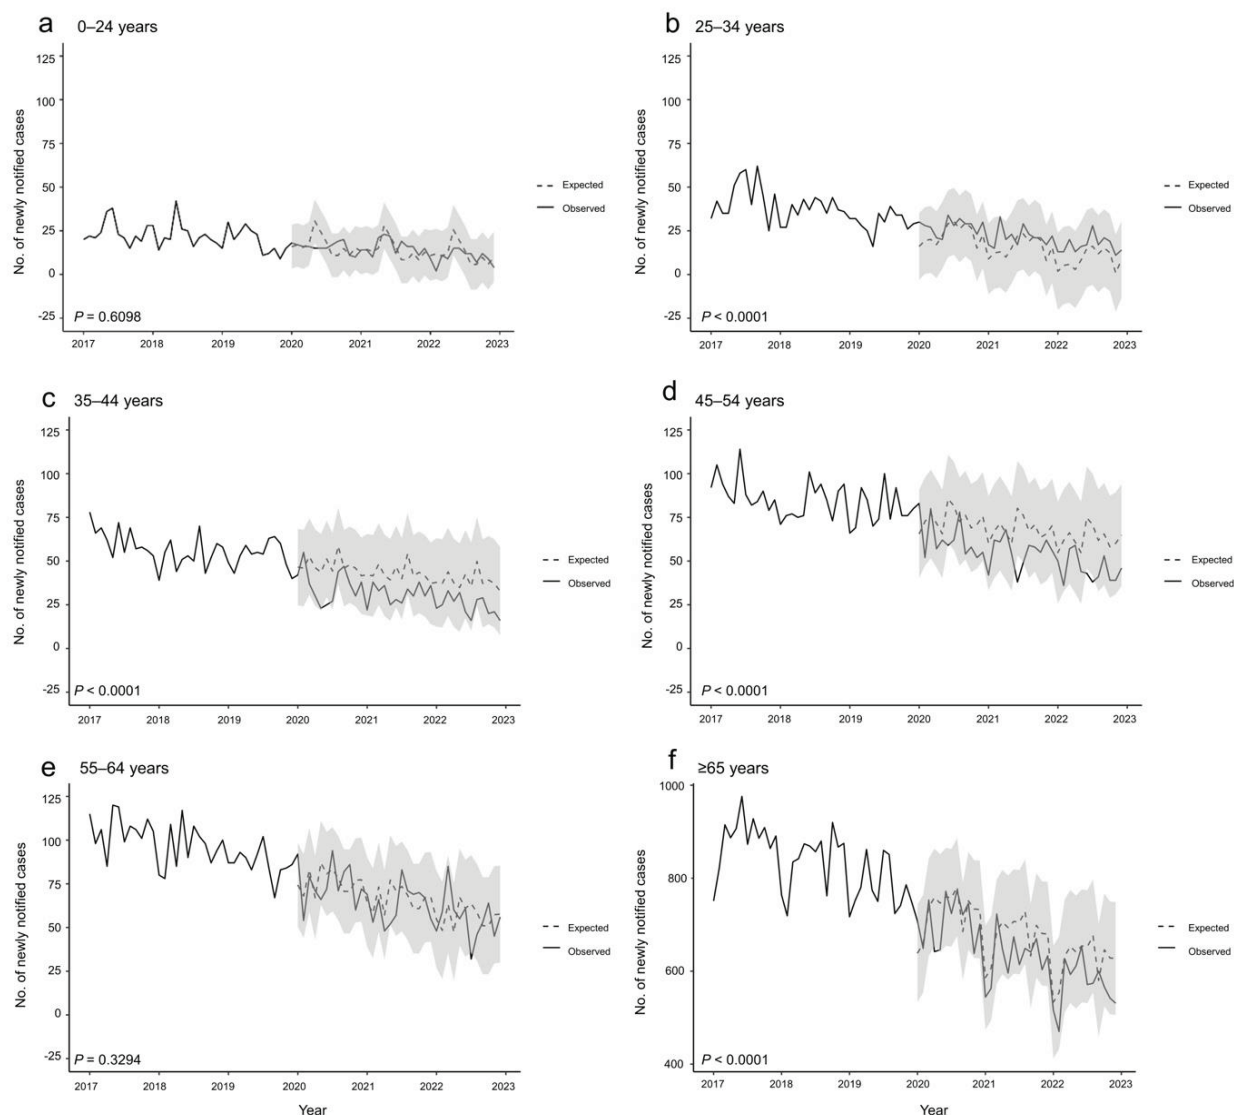 a 0–24 years
125
100
75
50
25
0
-25
No. of newly notified cases
Expected
Observed
P = 0.6098
2017 2018 2019 2020 2021 2022 2023
b 25–34 years
125
100
75
50
25
0
-25
No. of newly notified cases
Expected
Observed
P < 0.0001
2017 2018 2019 2020 2021 2022 2023
c 35–44 years
125
100
75
50
25
0
-25
No. of newly notified cases
Expected
Observed
P < 0.0001
2017 2018 2019 2020 2021 2022 2023
d 45–54 years
125
100
75
50
25
0
-25
No. of newly notified cases
Expected
Observed
P < 0.0001
2017 2018 2019 2020 2021 2022 2023
e 55–64 years
125
100
75
50
25
0
-25
No. of newly notified cases
Expected
Observed
P = 0.3294
2017 2018 2019 2020 2021 2022 2023
Year
f ≥65 years
1000
800
600
400
No. of newly notified cases
Expected
Observed
P < 0.0001
2017 2018 2019 2020 2021 2022 2023
Year